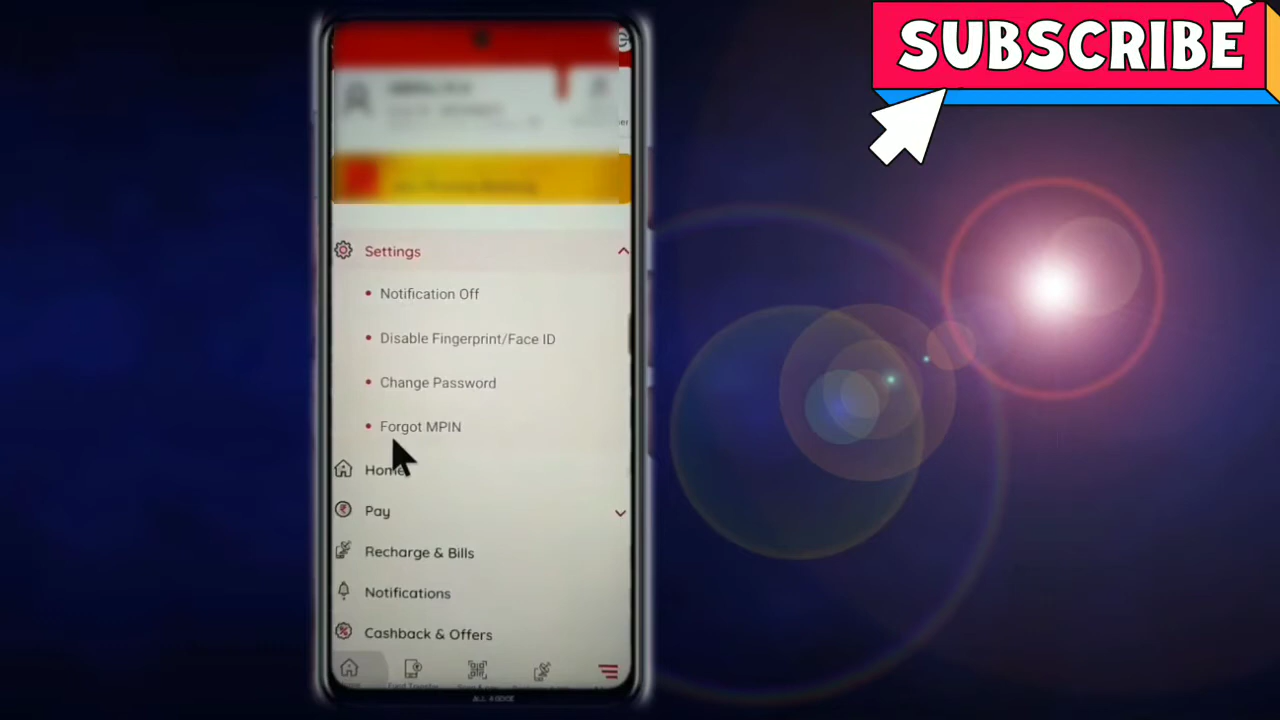 SUBSCRIBE
Settings
Notification Off
Disable Fingerprint/Face ID
Change Password
Forgot MPIN
Home
Pay
Recharge & Bills
Notifications
Cashback & Offers